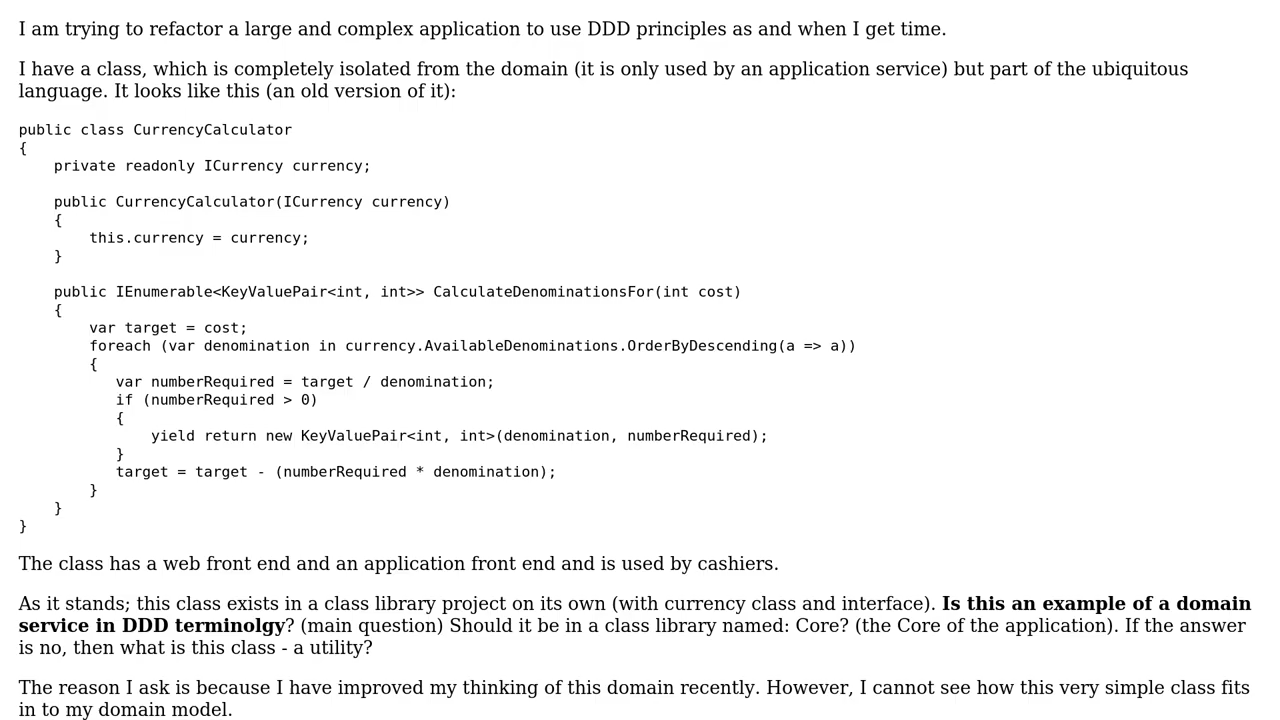 I am trying to refactor a large and complex application to use DDD principles as and when I get time.
I have a class, which is completely isolated from the domain (it is only used by an application service) but part of the ubiquitous
language. It looks like this (an old version of it):
public class CurrencyCalculator
{
    private readonly ICurrency currency;
    public CurrencyCalculator(ICurrency currency)
    {
        this.currency = currency;
    }
    public IEnumerable<KeyValuePair<int, int>> CalculateDenominationsFor(int cost)
    {
        var target = cost;
        foreach (var denomination in currency.AvailableDenominations.OrderByDescending(a => a))
        {
           var numberRequired = target / denomination;
           if (numberRequired > 0)
           {
               yield return new KeyValuePair<int, int>(denomination, numberRequired);
           }
           target = target - (numberRequired * denomination);
        }
    }
}
The class has a web front end and an application front end and is used by cashiers.
As it stands; this class exists in a class library project on its own (with currency class and interface). Is this an example of a domain
service in DDD terminolgy? (main question) Should it be in a class library named: Core? (the Core of the application). If the answer
is no, then what is this class - a utility?
The reason I ask is because I have improved my thinking of this domain recently. However, I cannot see how this very simple class fits
in to my domain model.